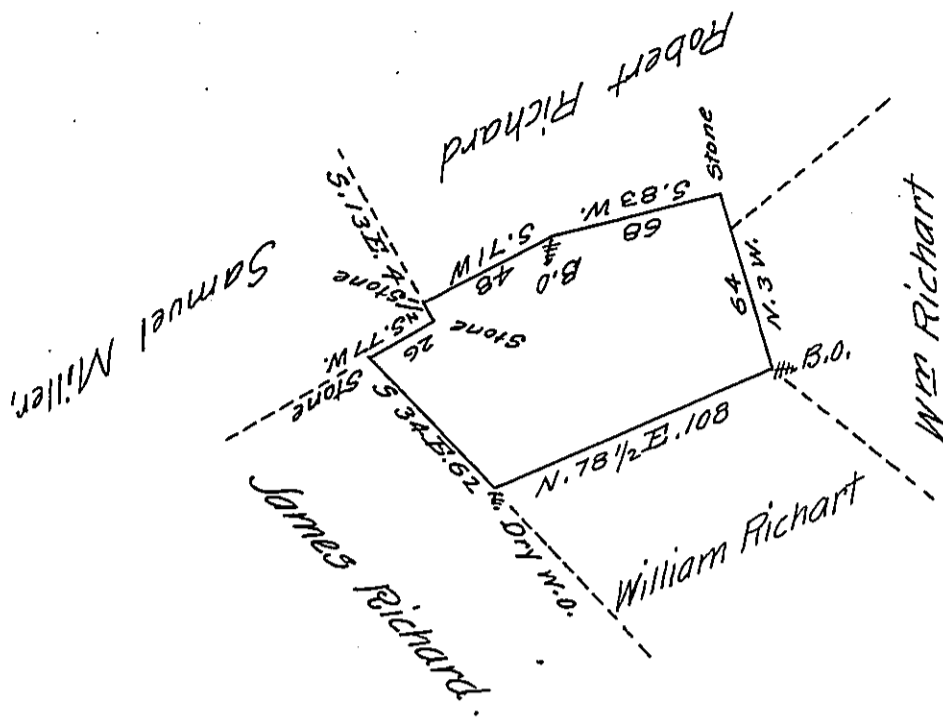 Robert Richard
Samuel Miller,
S. 13 E. 4
Stone
Stone
S. 77 W.
26
Stone
S. 71 W
48
B.O
S. 83 W.
68
Stone
64
N. 3 W.
B.O.
Wm Richart
N. 78 1/2 E. 108
S 34 E. 62
Dry W.O.
William Richart
James Richard.